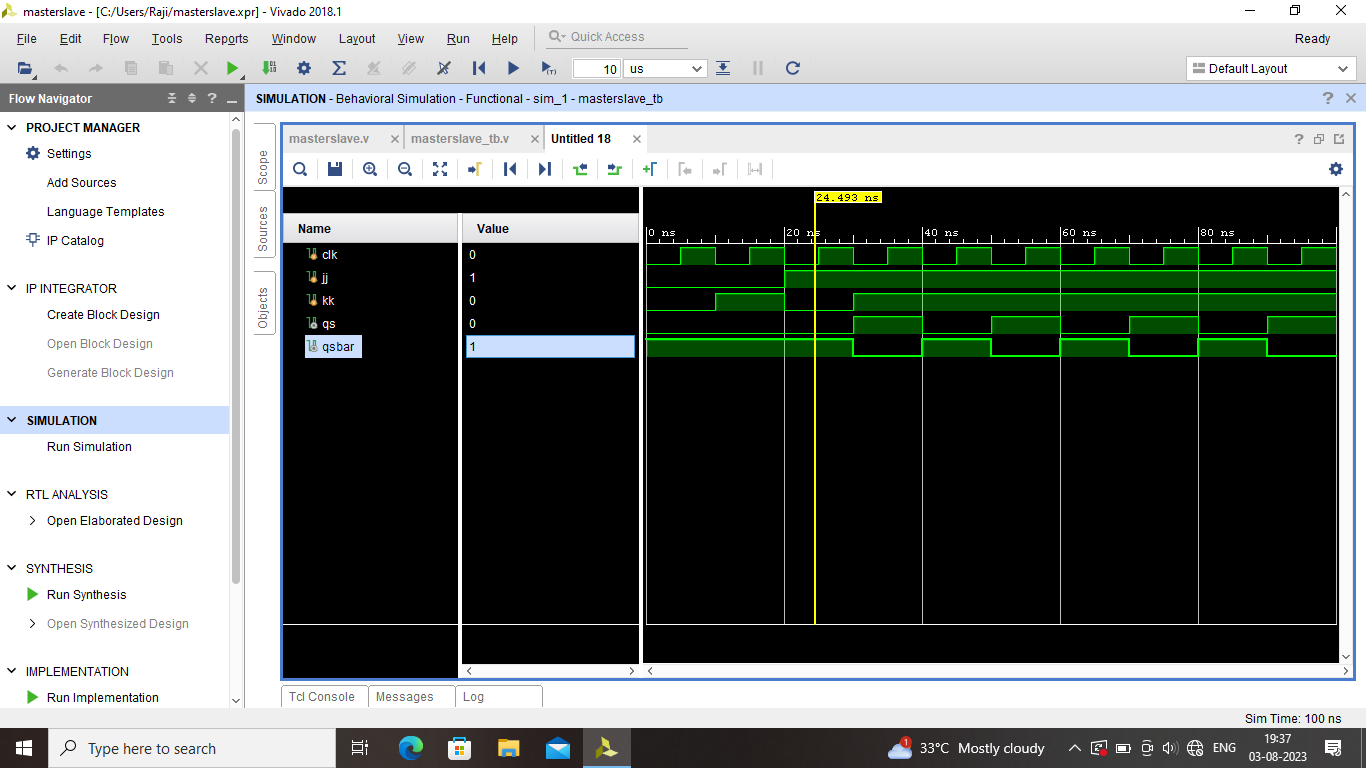 masterslave - [C:/Users/Raji/masterslave.xpr] - Vivado 2018.1
File Edit Flow Tools Reports Window Layout View Run Help Quick Access Ready
10 us Default Layout
Flow Navigator ?
SIMULATION - Behavioral Simulation - Functional - sim_1 - masterslave_tb ?
PROJECT MANAGER
Settings
Add Sources
Language Templates
IP Catalog
IP INTEGRATOR
Create Block Design
Open Block Design
Generate Block Design
SIMULATION
Run Simulation
RTL ANALYSIS
Open Elaborated Design
SYNTHESIS
Run Synthesis
Open Synthesized Design
IMPLEMENTATION
Run Implementation
Scope
Sources
Objects
masterslave.v masterslave_tb.v Untitled 18 ?
24.493 ns
Name Value 0 ns 20 ns 40 ns 60 ns 80 ns
clk 0
jj 1
kk 0
qs 0
qsbar 1
Tcl Console Messages Log
Sim Time: 100 ns
Type here to search 1 33°C Mostly cloudy ENG 19:37
03-08-2023